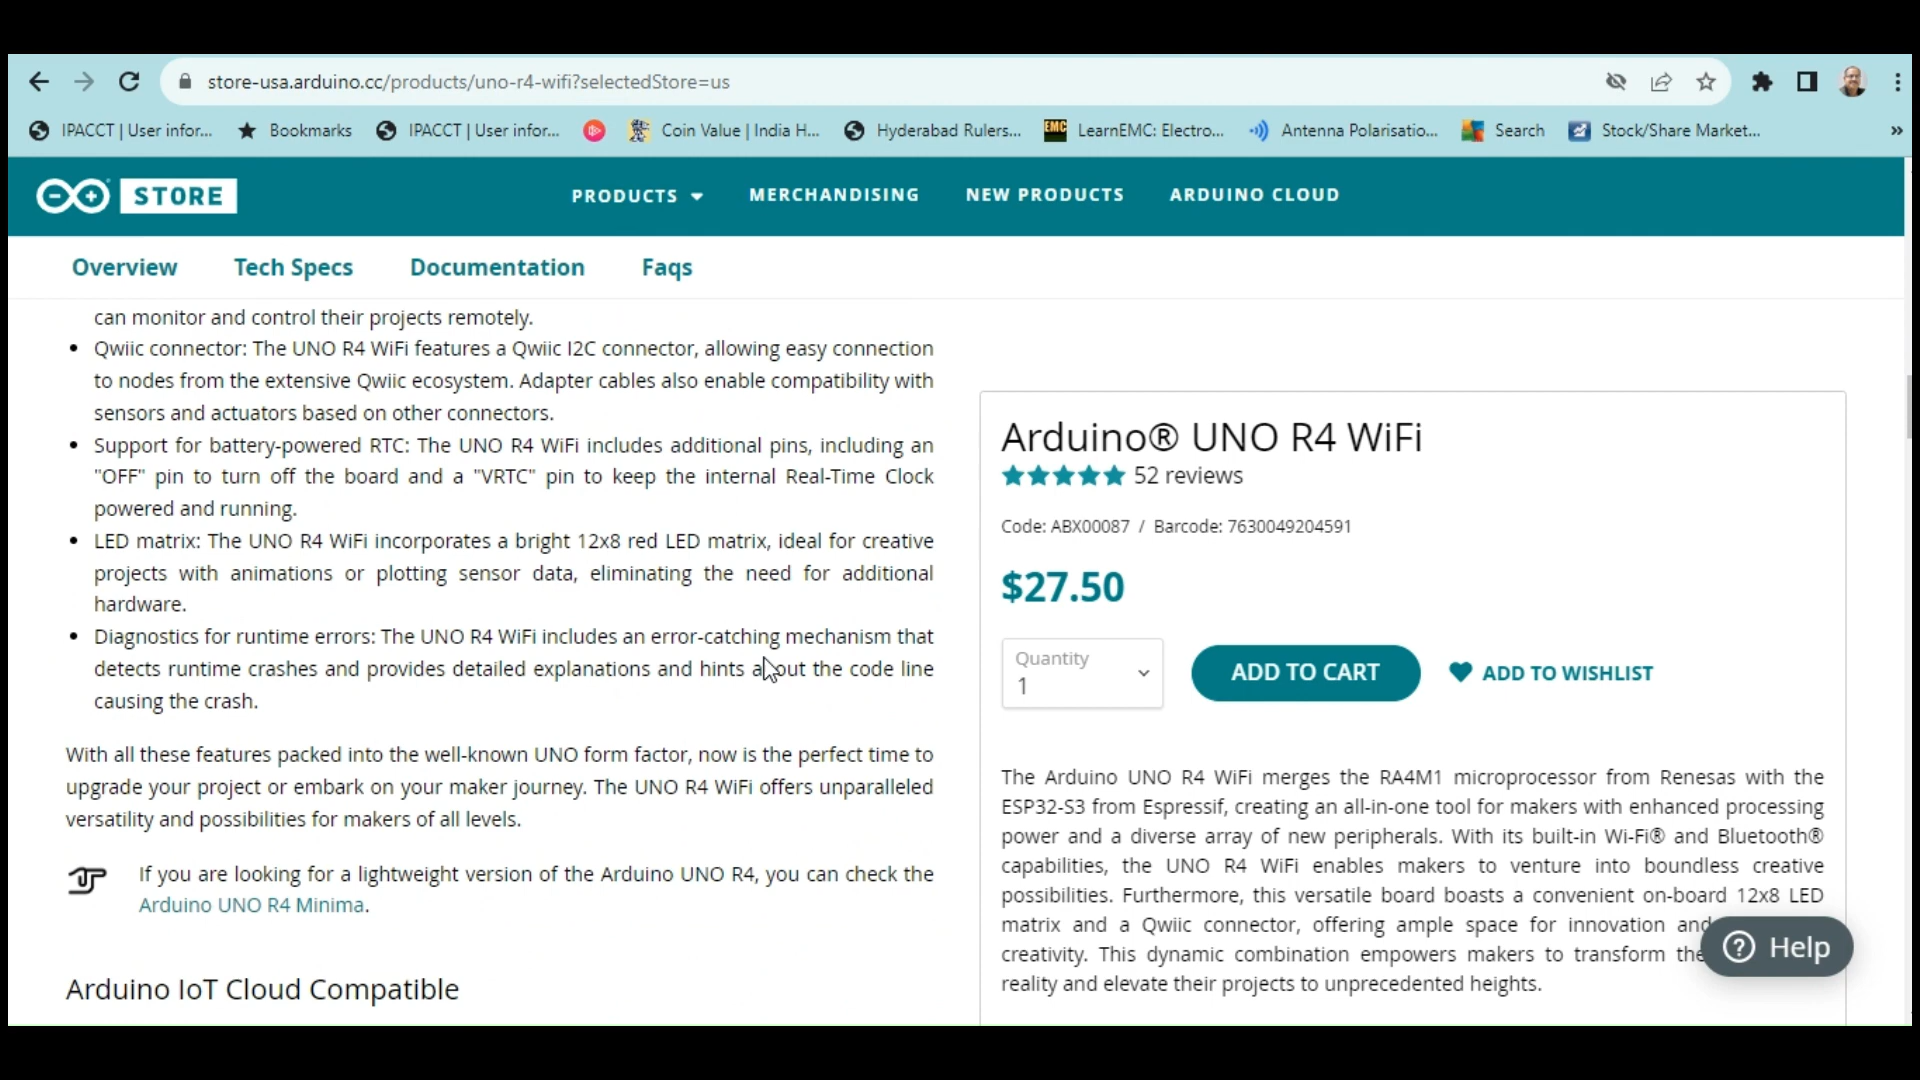 store-usa.arduino.cc/products/uno-r4-wifi?selectedStore=us
IPACCT | User infor... Bookmarks IPACCT | User infor... Coin Value | India H... Hyderabad Rulers... EMC LearnEMC: Electro... Antenna Polarisatio... Search Stock/Share Market... »
STORE PRODUCTS MERCHANDISING NEW PRODUCTS ARDUINO CLOUD
Overview Tech Specs Documentation Faqs
can monitor and control their projects remotely.
• Qwiic connector: The UNO R4 WiFi features a Qwiic I2C connector, allowing easy connection
to nodes from the extensive Qwiic ecosystem. Adapter cables also enable compatibility with
sensors and actuators based on other connectors.
• Support for battery-powered RTC: The UNO R4 WiFi includes additional pins, including an
"OFF" pin to turn off the board and a "VRTC" pin to keep the internal Real-Time Clock
powered and running.
• LED matrix: The UNO R4 WiFi incorporates a bright 12x8 red LED matrix, ideal for creative
projects with animations or plotting sensor data, eliminating the need for additional
hardware.
• Diagnostics for runtime errors: The UNO R4 WiFi includes an error-catching mechanism that
detects runtime crashes and provides detailed explanations and hints about the code line
causing the crash.
With all these features packed into the well-known UNO form factor, now is the perfect time to
upgrade your project or embark on your maker journey. The UNO R4 WiFi offers unparalleled
versatility and possibilities for makers of all levels.
If you are looking for a lightweight version of the Arduino UNO R4, you can check the
Arduino UNO R4 Minima.
Arduino IoT Cloud Compatible
Arduino® UNO R4 WiFi
52 reviews
Code: ABX00087 / Barcode: 7630049204591
$27.50
Quantity
1
ADD TO CART
ADD TO WISHLIST
The Arduino UNO R4 WiFi merges the RA4M1 microprocessor from Renesas with the
ESP32-S3 from Espressif, creating an all-in-one tool for makers with enhanced processing
power and a diverse array of new peripherals. With its built-in Wi-Fi® and Bluetooth®
capabilities, the UNO R4 WiFi enables makers to venture into boundless creative
possibilities. Furthermore, this versatile board boasts a convenient on-board 12x8 LED
matrix and a Qwiic connector, offering ample space for innovation and
creativity. This dynamic combination empowers makers to transform the
reality and elevate their projects to unprecedented heights.
Help